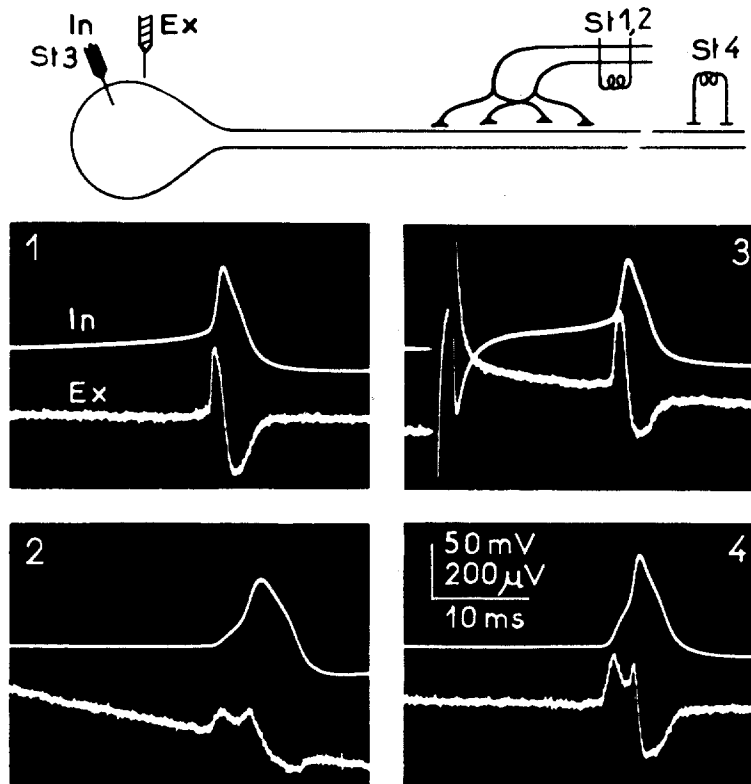 In Ex St1,2
St3 St4
1 3
In
Ex
2 50 mV 4
200 μV
10 ms